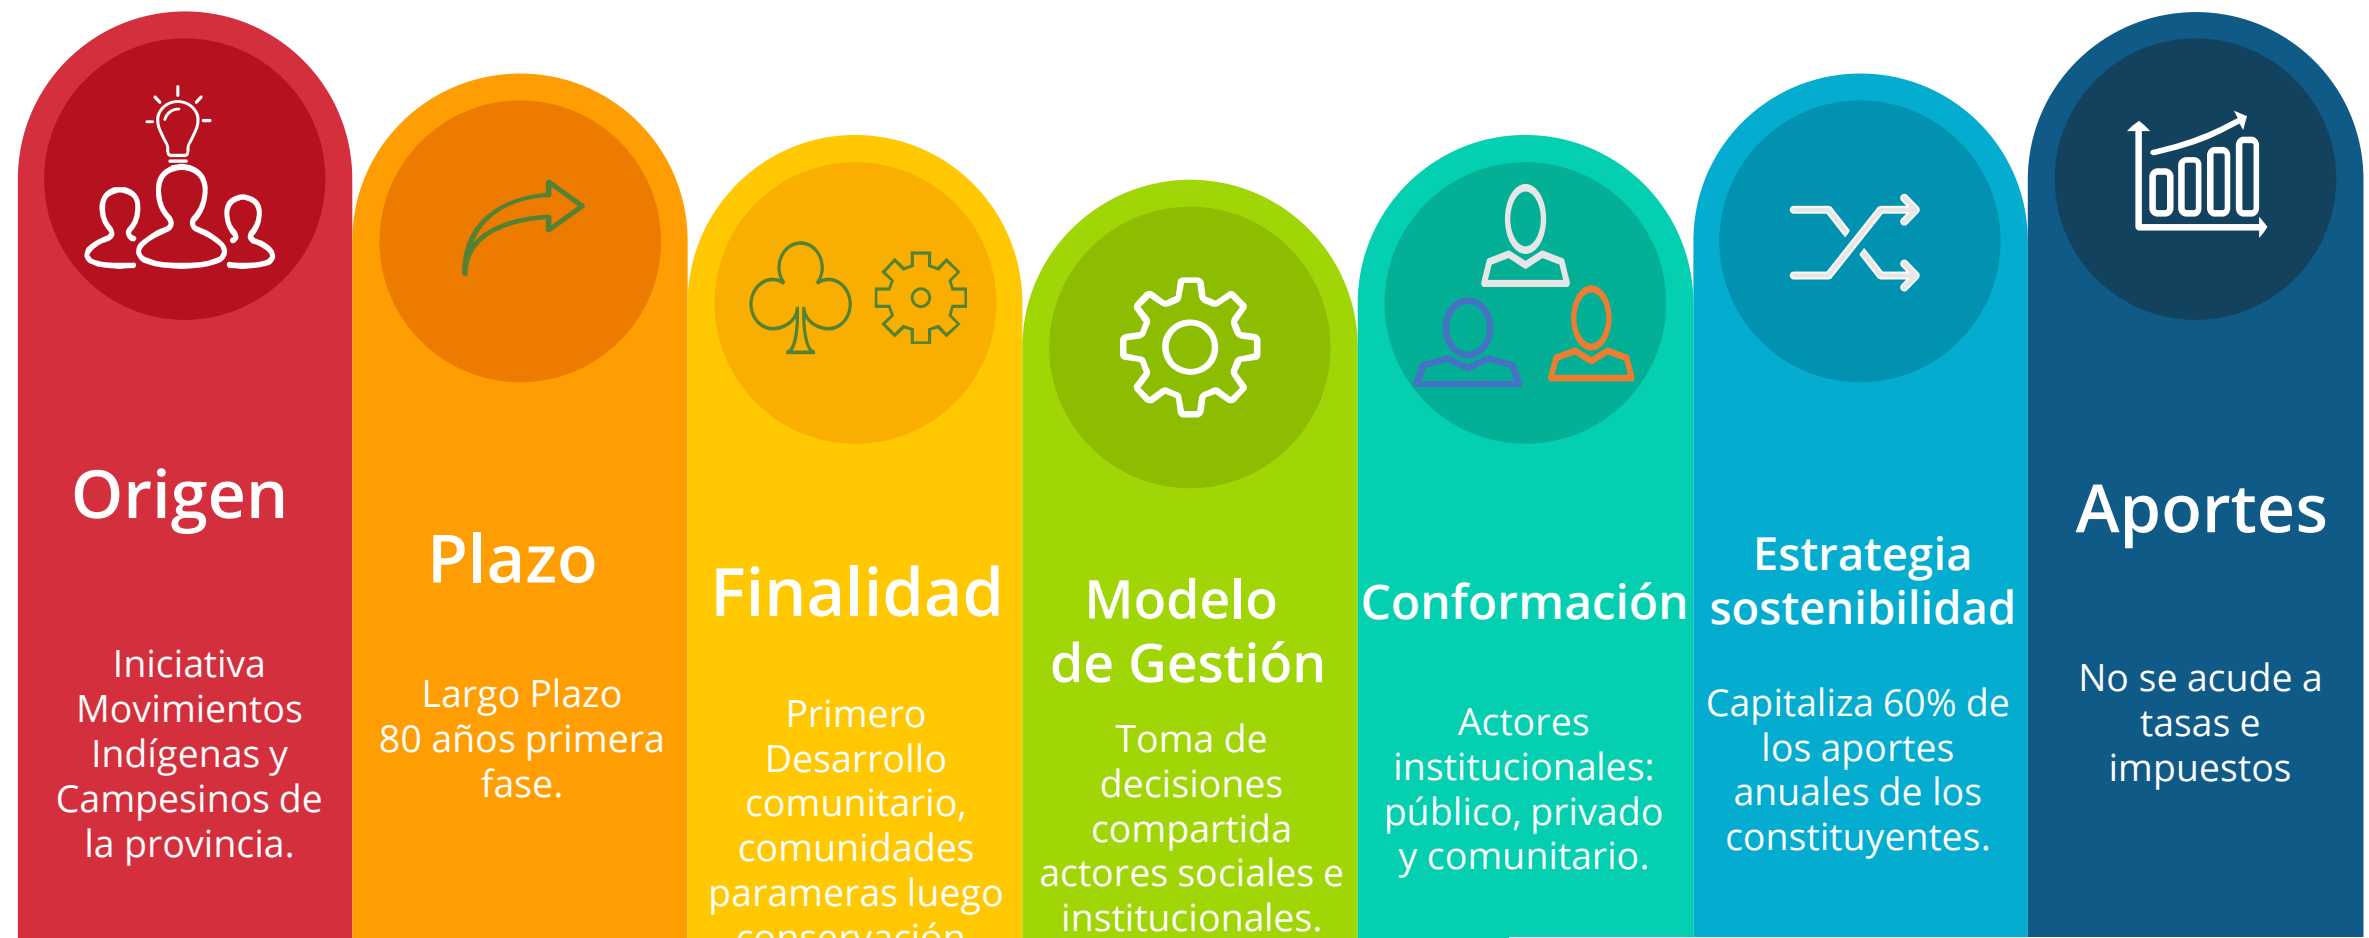 Origen
Iniciativa
Movimientos
Indígenas y
Campesinos de
la provincia.
Plazo
Largo Plazo
80 años primera
fase.
Finalidad
Primero
Desarrollo
comunitario,
comunidades
parameras luego
conservación
Modelo
de Gestión
Toma de
decisiones
compartida
actores sociales e
institucionales.
Conformación
Actores
institucionales:
público, privado
y comunitario.
Estrategia
sostenibilidad
Capitaliza 60% de
los aportes
anuales de los
constituyentes.
Aportes
No se acude a
tasas e
impuestos